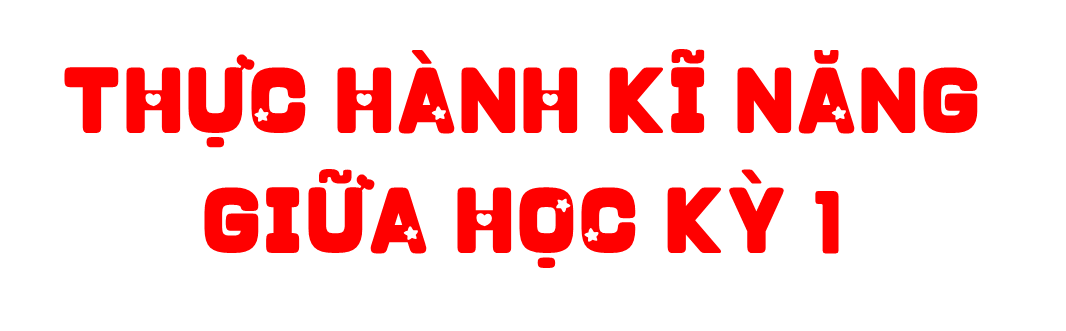 THỰC HÀNH KĨ NĂNG
GIỮA HỌC KỲ 1